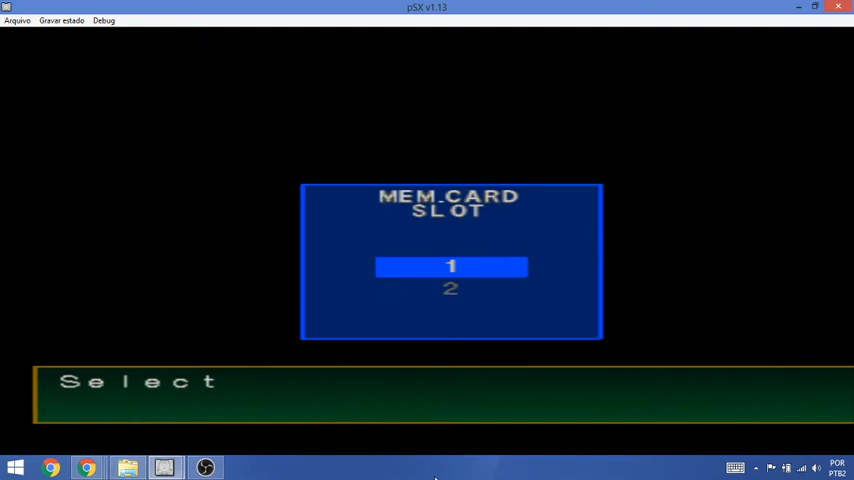 pSX v1.13
Arquivo Gravar estado Debug
MEM.CARD
SLOT
1
2
Select
POR
PTB2